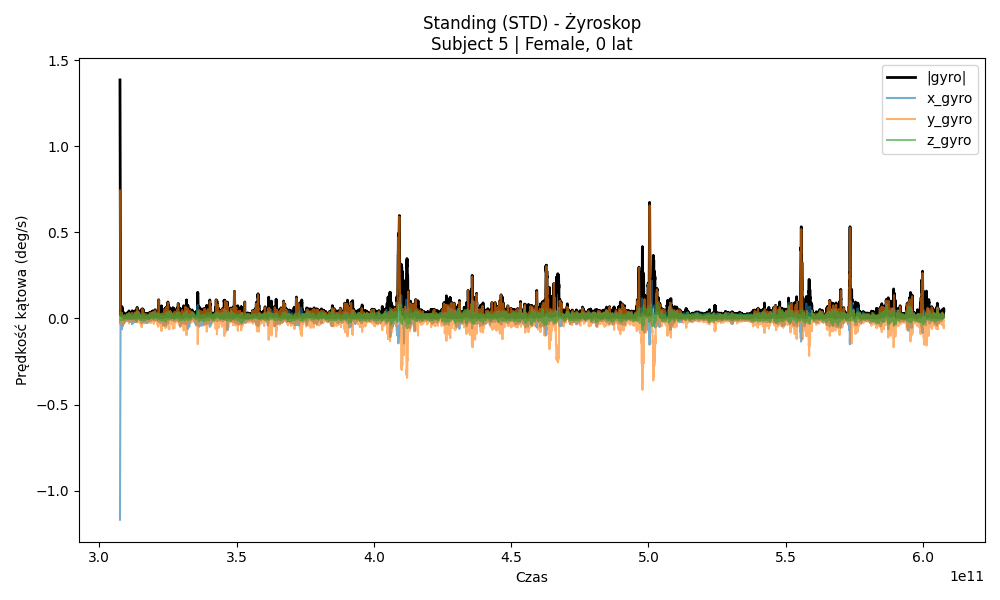 Standing (STD) - Żyroskop
Subject 5 | Female, 0 lat
|gyro|
x_gyro
y_gyro
z_gyro
Prędkość kątowa (deg/s)
1.5
1.0
0.5
0.0
−0.5
−1.0
3.0 3.5 4.0 4.5 5.0 5.5 6.0
1e11
Czas